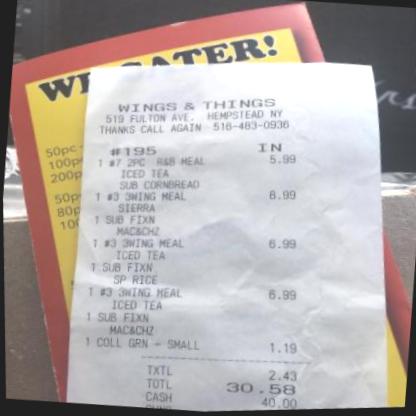 WE CATER!
50pc
100p
200p
50p
80p
100
WINGS & THINGS
519 FULTON AVE. HEMPSTEAD NY
THANKS CALL AGAIN 516-483-0936
#195 IN
1 #7 2PC R&B MEAL 5.99
ICED TEA
SUB CORNBREAD
1 #3 3WING MEAL 6.99
SIERRA
1 SUB FIXN
MAC&CHZ
1 #3 3WING MEAL 6.99
ICED TEA
1 SUB FIXN
SP RICE
1 #3 3WING MEAL 6.99
ICED TEA
1 SUB FIXN
MAC&CHZ
1 COLL GRN - SMALL 1.19
TXTL 2.43
TOTL 30.58
CASH 40.00